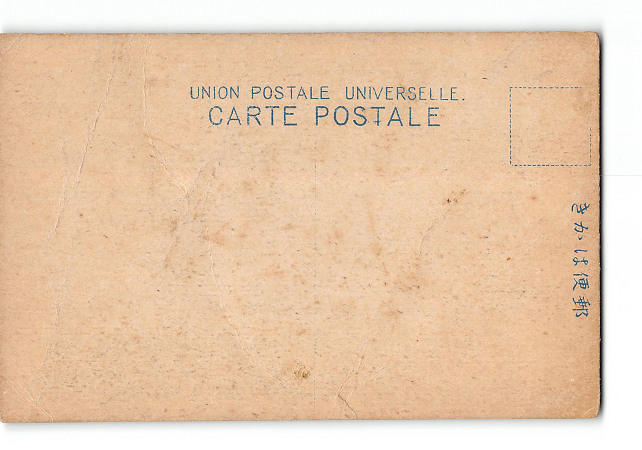 UNION POSTALE UNIVERSELLE.
CARTE POSTALE
きかは便郵